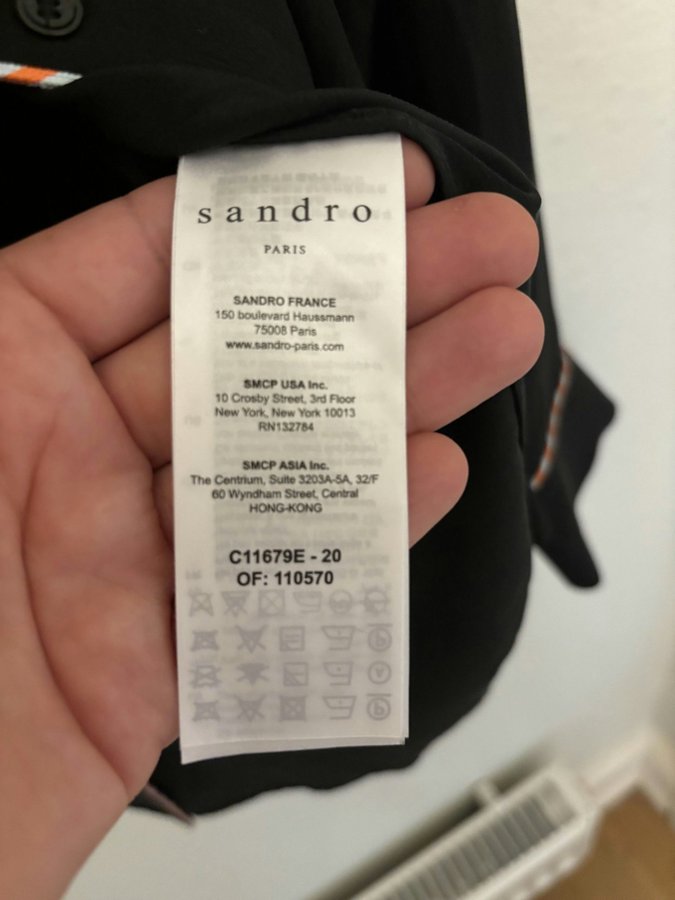 sandro
PARIS
SANDRO FRANCE
150 boulevard Haussmann
75008 Paris
www.sandro-paris.com
SMCP USA Inc.
10 Crosby Street, 3rd Floor
New York, New York 10013
RN132784
SMCP ASIA Inc.
The Centrium, Suite 3203A-5A, 32/F
60 Wyndham Street, Central
HONG-KONG
C11679E - 20
OF: 110570